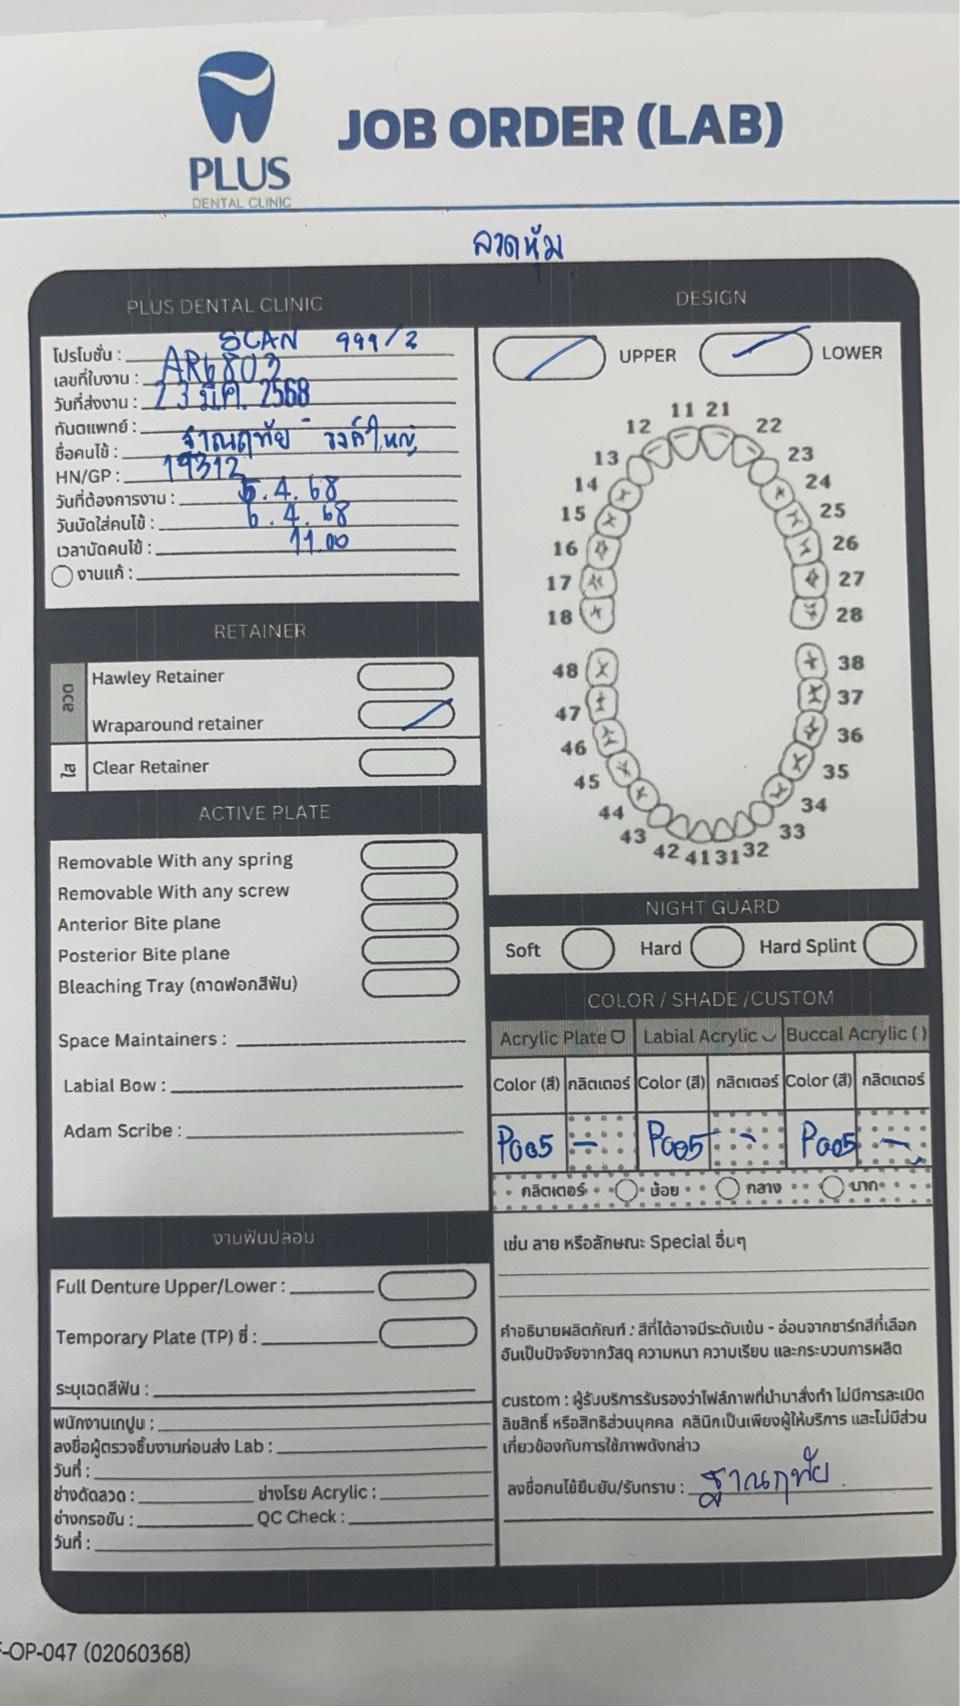 PLUS
DENTAL CLINIC
JOB ORDER (LAB)
ลวดหุ้ม
PLUS DENTAL CLINIC
โปรโมชั่น : SCAN 999/2
เลขที่ใบงาน : AR6803
วันที่ส่งงาน : 23 มี.ค. 2568
ทันตแพทย์ : -
ชื่อคนไข้ : ฐาณฤทัย วงค์ใหญ่
HN/GP : 19312
วันที่ต้องการงาน : 5.4.68
วันนัดใส่คนไข้ : 6.4.68
เวลานัดคนไข้ : 11.00
งานแก้ :
RETAINER
ลวด
Hawley Retainer
Wraparound retainer
ใส
Clear Retainer
ACTIVE PLATE
Removable With any spring
Removable With any screw
Anterior Bite plane
Posterior Bite plane
Bleaching Tray (ถาดฟอกสีฟัน)
Space Maintainers :
Labial Bow :
Adam Scribe :
งานฟันปลอม
Full Denture Upper/Lower :
Temporary Plate (TP) ซี่ :
ระบุเฉดสีฟัน :
พนักงานเทปูน :
ลงชื่อผู้ตรวจชิ้นงานก่อนส่ง Lab :
วันที่ :
ช่างดัดลวด : ช่างโรย Acrylic :
ช่างกรอขัน : QC Check :
วันที่ :
DESIGN
UPPER LOWER
11 21
12 22
13 23
14 24
15 25
16 26
17 27
18 28
48 38
47 37
46 36
45 35
44 34
43 33
42 41 31 32
NIGHT GUARD
Soft Hard Hard Splint
COLOR / SHADE /CUSTOM
Acrylic Plate Labial Acrylic Buccal Acrylic ( )
Color (สี) กลิตเตอร์ Color (สี) กลิตเตอร์ Color (สี) กลิตเตอร์
P005 - P005 - P005 -
กลิตเตอร์ น้อย กลาง มาก
เช่น ลาย หรือลักษณะ Special อื่นๆ
คำอธิบายผลิตภัณฑ์ : สีที่ได้อาจมีระดับเข้ม - อ่อนจากชาร์ทสีที่เลือก
อันเป็นปัจจัยจากวัสดุ ความหนา ความเรียบ และกระบวนการผลิต
custom : ผู้รับบริการรับรองว่าไฟล์ภาพที่นำมาสั่งทำ ไม่มีการละเมิด
ลิขสิทธิ์ หรือสิทธิส่วนบุคคล คลินิกเป็นเพียงผู้ให้บริการ และไม่มีส่วน
เกี่ยวข้องกับการใช้ภาพดังกล่าว
ลงชื่อคนไข้ยืนยัน/รับทราบ : ฐาณฤทัย
F-OP-047 (02060368)